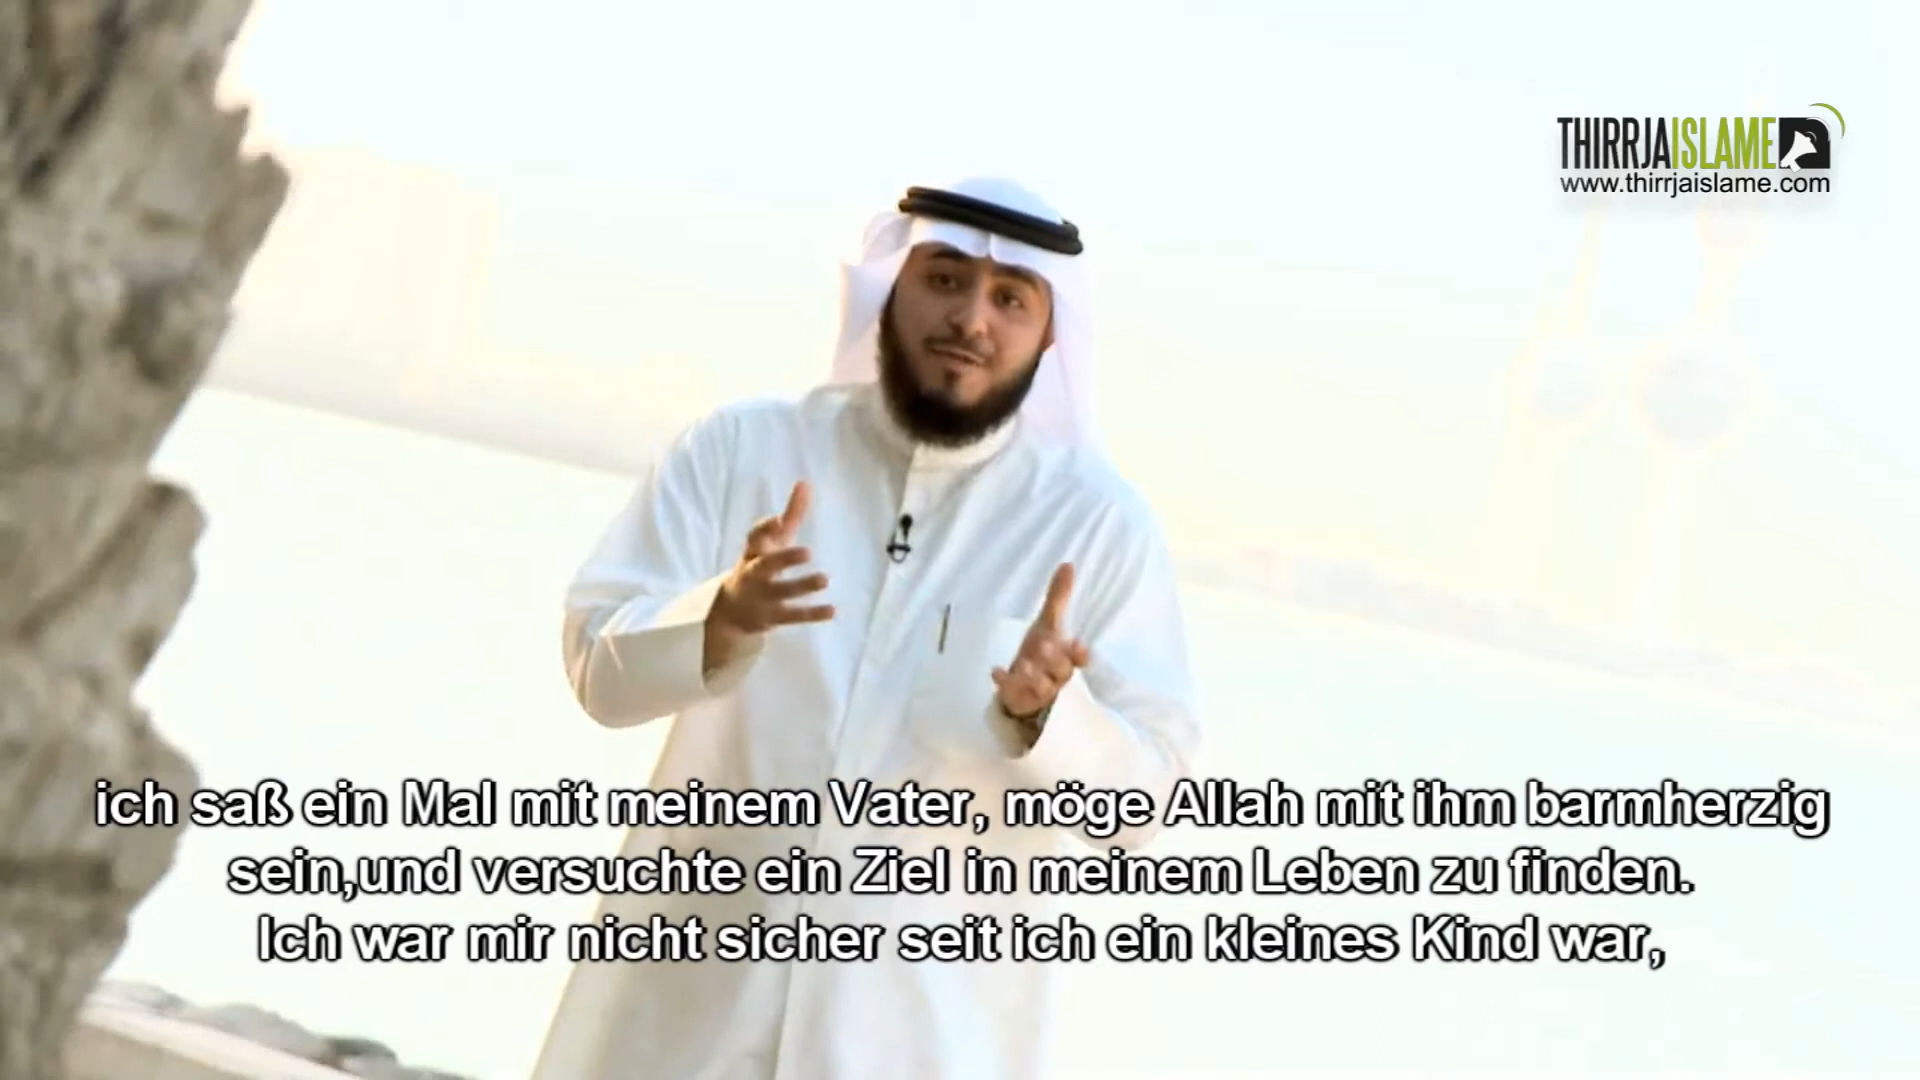 THIRRJAISLAME
www.thirrjaislame.com
ich saß ein Mal mit meinem Vater, möge Allah mit ihm barmherzig
sein,und versuchte ein Ziel in meinem Leben zu finden.
Ich war mir nicht sicher seit ich ein kleines Kind war,